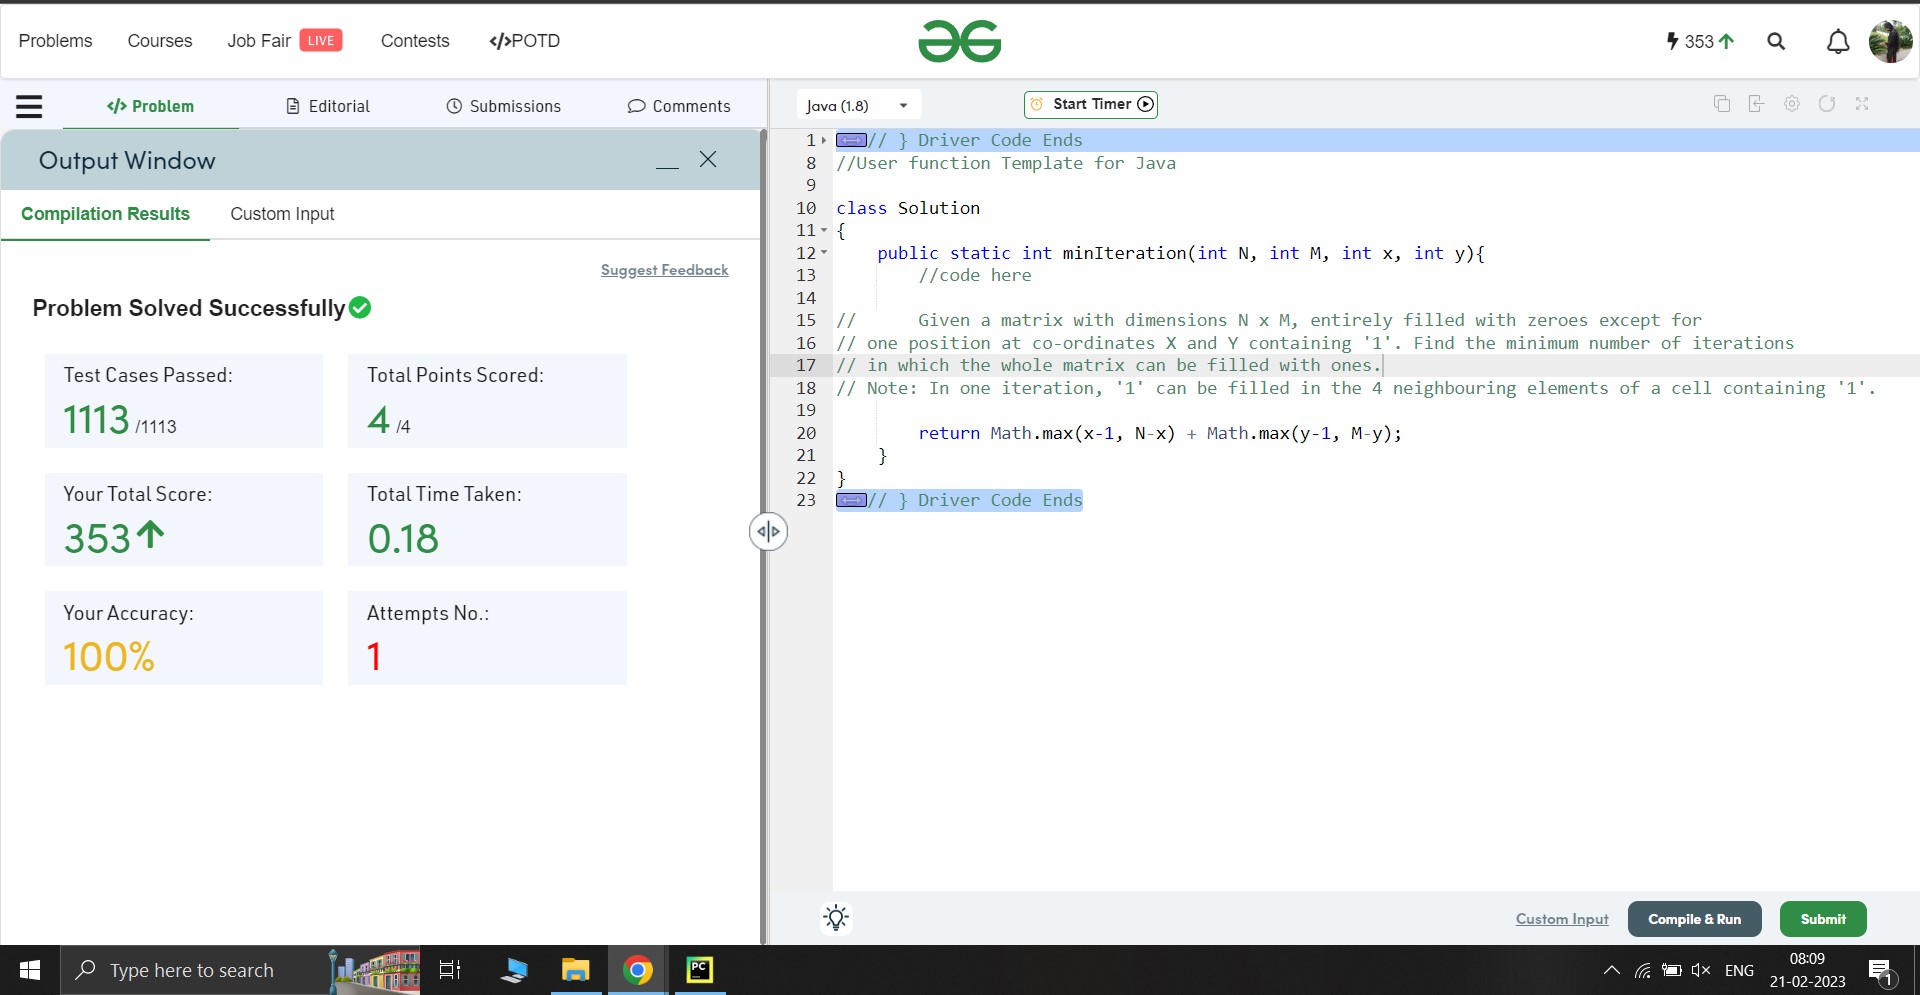 Problems Courses Job Fair LIVE Contests </>POTD 353
</> Problem Editorial Submissions Comments
Output Window
Compilation Results Custom Input
Suggest Feedback
Problem Solved Successfully
Test Cases Passed: Total Points Scored:
1113 /1113 4 /4
Your Total Score: Total Time Taken:
353 0.18
Your Accuracy: Attempts No.:
100% 1
Java (1.8) Start Timer
1 // } Driver Code Ends
8 //User function Template for Java
9
10 class Solution
11 {
12 public static int minIteration(int N, int M, int x, int y){
13 //code here
14
15 // Given a matrix with dimensions N x M, entirely filled with zeroes except for
16 // one position at co-ordinates X and Y containing '1'. Find the minimum number of iterations
17 // in which the whole matrix can be filled with ones.
18 // Note: In one iteration, '1' can be filled in the 4 neighbouring elements of a cell containing '1'.
19
20 return Math.max(x-1, N-x) + Math.max(y-1, M-y);
21 }
22 }
23 // } Driver Code Ends
Custom Input Compile & Run Submit
Type here to search PC ENG 08:09
21-02-2023 1